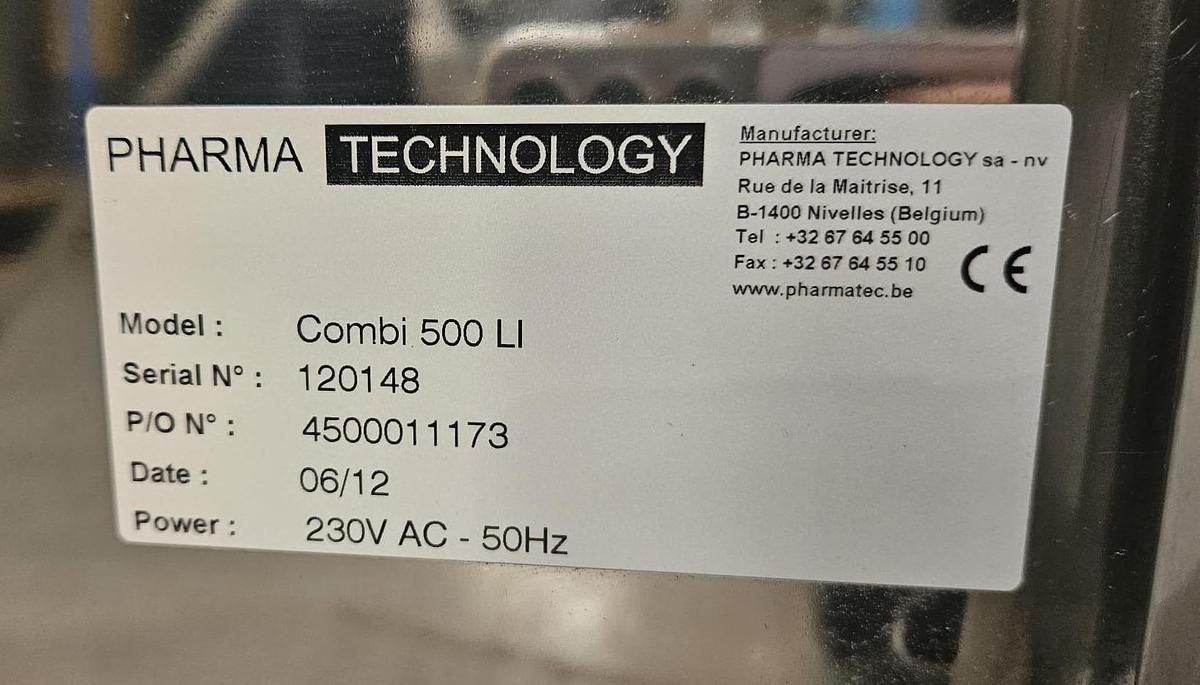 PHARMA TECHNOLOGY
Manufacturer:
PHARMA TECHNOLOGY sa - nv
Rue de la Maitrise, 11
B-1400 Nivelles (Belgium)
Tel : +32 67 64 55 00
Fax : +32 67 64 55 10
www.pharmatec.be
CE
Model : Combi 500 LI
Serial N° : 120148
P/O N° : 4500011173
Date : 06/12
Power : 230V AC - 50Hz